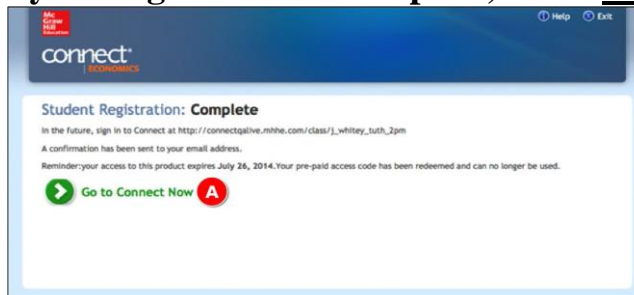 Mc
Graw
Hill
Education
Help Exit
connect
ECONOMICS
Student Registration: Complete
In the future, sign in to Connect at http://connectqalive.mhhe.com/class/j_whitey_tuth_2pm
A confirmation has been sent to your email address.
Reminder:your access to this product expires July 26, 2014.Your pre-paid access code has been redeemed and can no longer be used.
Go to Connect Now A